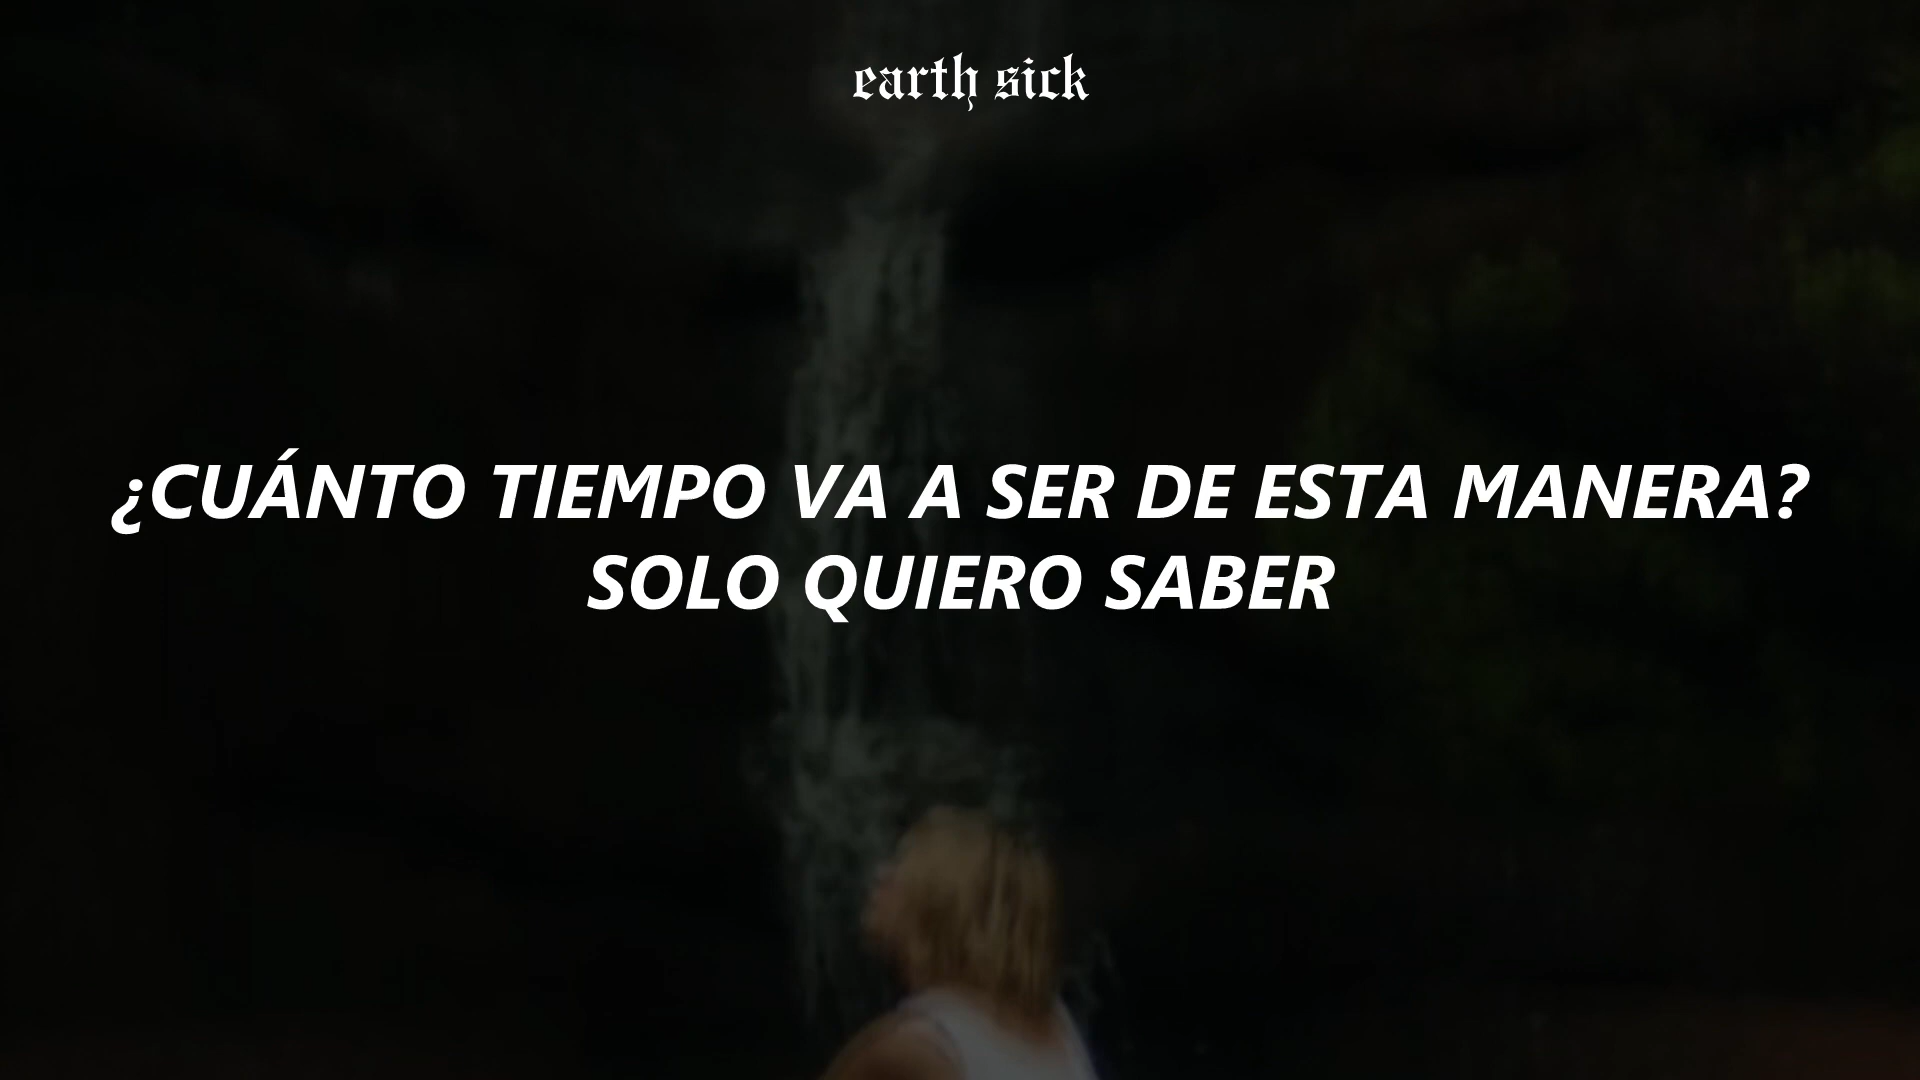 earth sick
¿CUÁNTO TIEMPO VA A SER DE ESTA MANERA?
SOLO QUIERO SABER